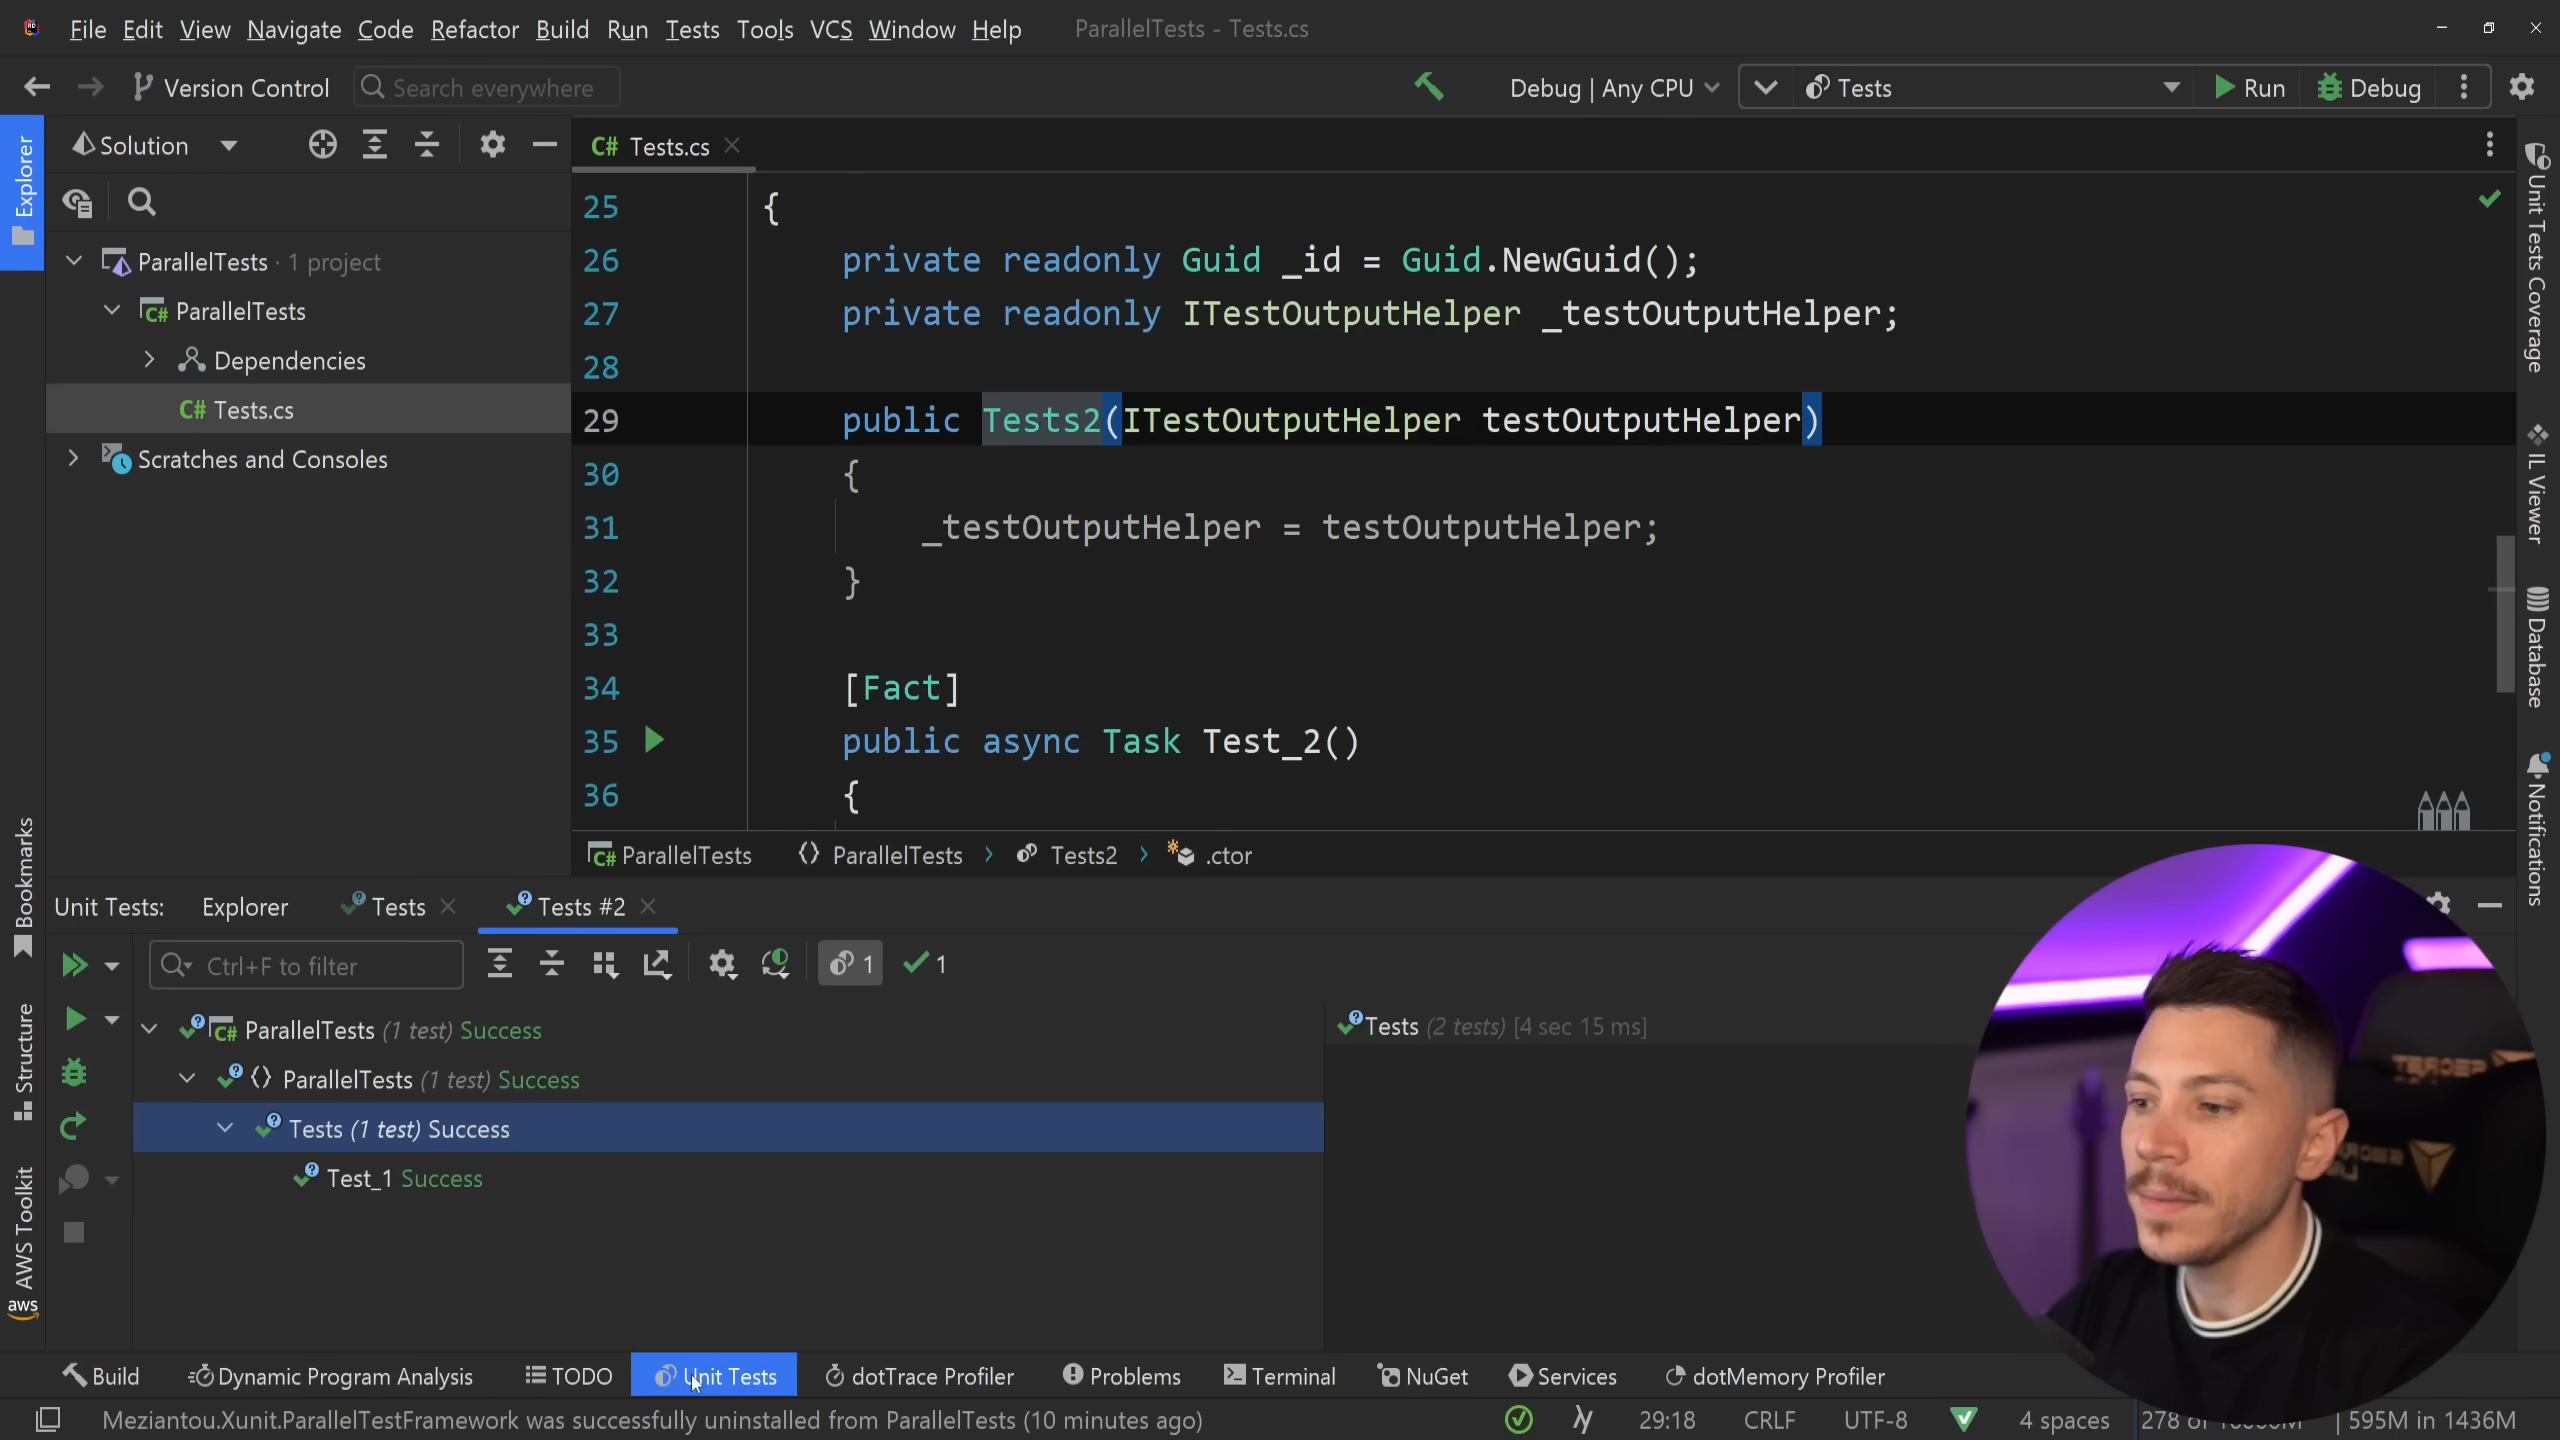 File Edit View Navigate Code Refactor Build Run Tests Tools VCS Window Help ParallelTests - Tests.cs
Version Control Search everywhere Debug | Any CPU Tests Run Debug
Explorer
Solution
ParallelTests · 1 project
ParallelTests
Dependencies
C# Tests.cs
Scratches and Consoles
C# Tests.cs
25 {
26 private readonly Guid _id = Guid.NewGuid();
27 private readonly ITestOutputHelper _testOutputHelper;
28
29 public Tests2(ITestOutputHelper testOutputHelper)
30 {
31 _testOutputHelper = testOutputHelper;
32 }
33
34 [Fact]
35 public async Task Test_2()
36 {
C# ParallelTests {} ParallelTests > Tests2 > .ctor
Unit Tests Coverage
IL Viewer
Database
Notifications
Bookmarks
Structure
AWS Toolkit
aws
Unit Tests: Explorer Tests Tests #2
Ctrl+F to filter 1 1
C# ParallelTests (1 test) Success
{} ParallelTests (1 test) Success
Tests (1 test) Success
Test_1 Success
Tests (2 tests) [4 sec 15 ms]
Build Dynamic Program Analysis TODO Unit Tests dotTrace Profiler Problems Terminal NuGet Services dotMemory Profiler
Meziantou.Xunit.ParallelTestFramework was successfully uninstalled from ParallelTests (10 minutes ago) 29:18 CRLF UTF-8 4 spaces 278 of 595M in 1436M